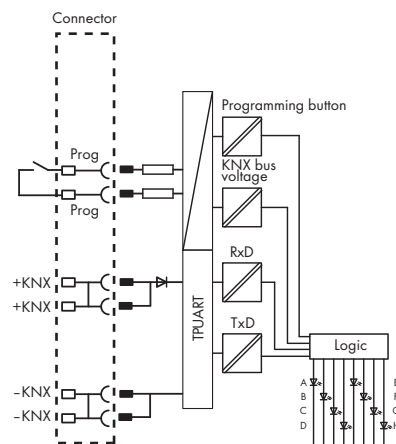 Connector
Programming button
Prog
KNX bus
voltage
Prog
RxD
+KNX
+KNX
TPUART
TxD
Logic
A
B
C
D
E
F
G
H
–KNX
–KNX